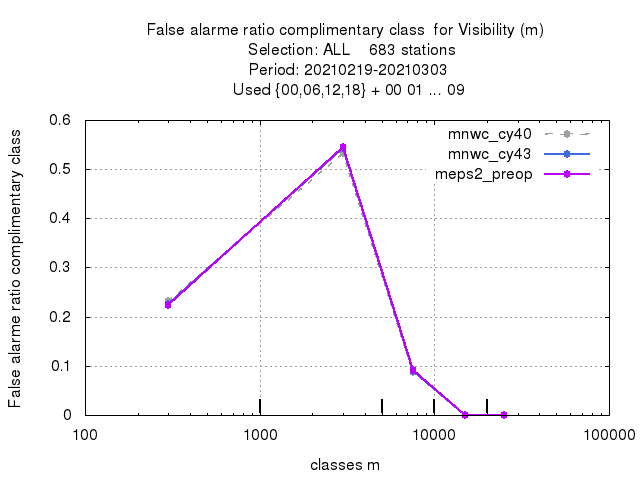 False alarme ratio complimentary class  for Visibility (m)
Selection: ALL    683 stations
Period: 20210219-20210303
Used {00,06,12,18} + 00 01 ... 09
mnwc_cy40
mnwc_cy43
meps2_preop
False alarme ratio complimentary class
0.6
0.5
0.4
0.3
0.2
0.1
0
100
1000
10000
100000
classes m